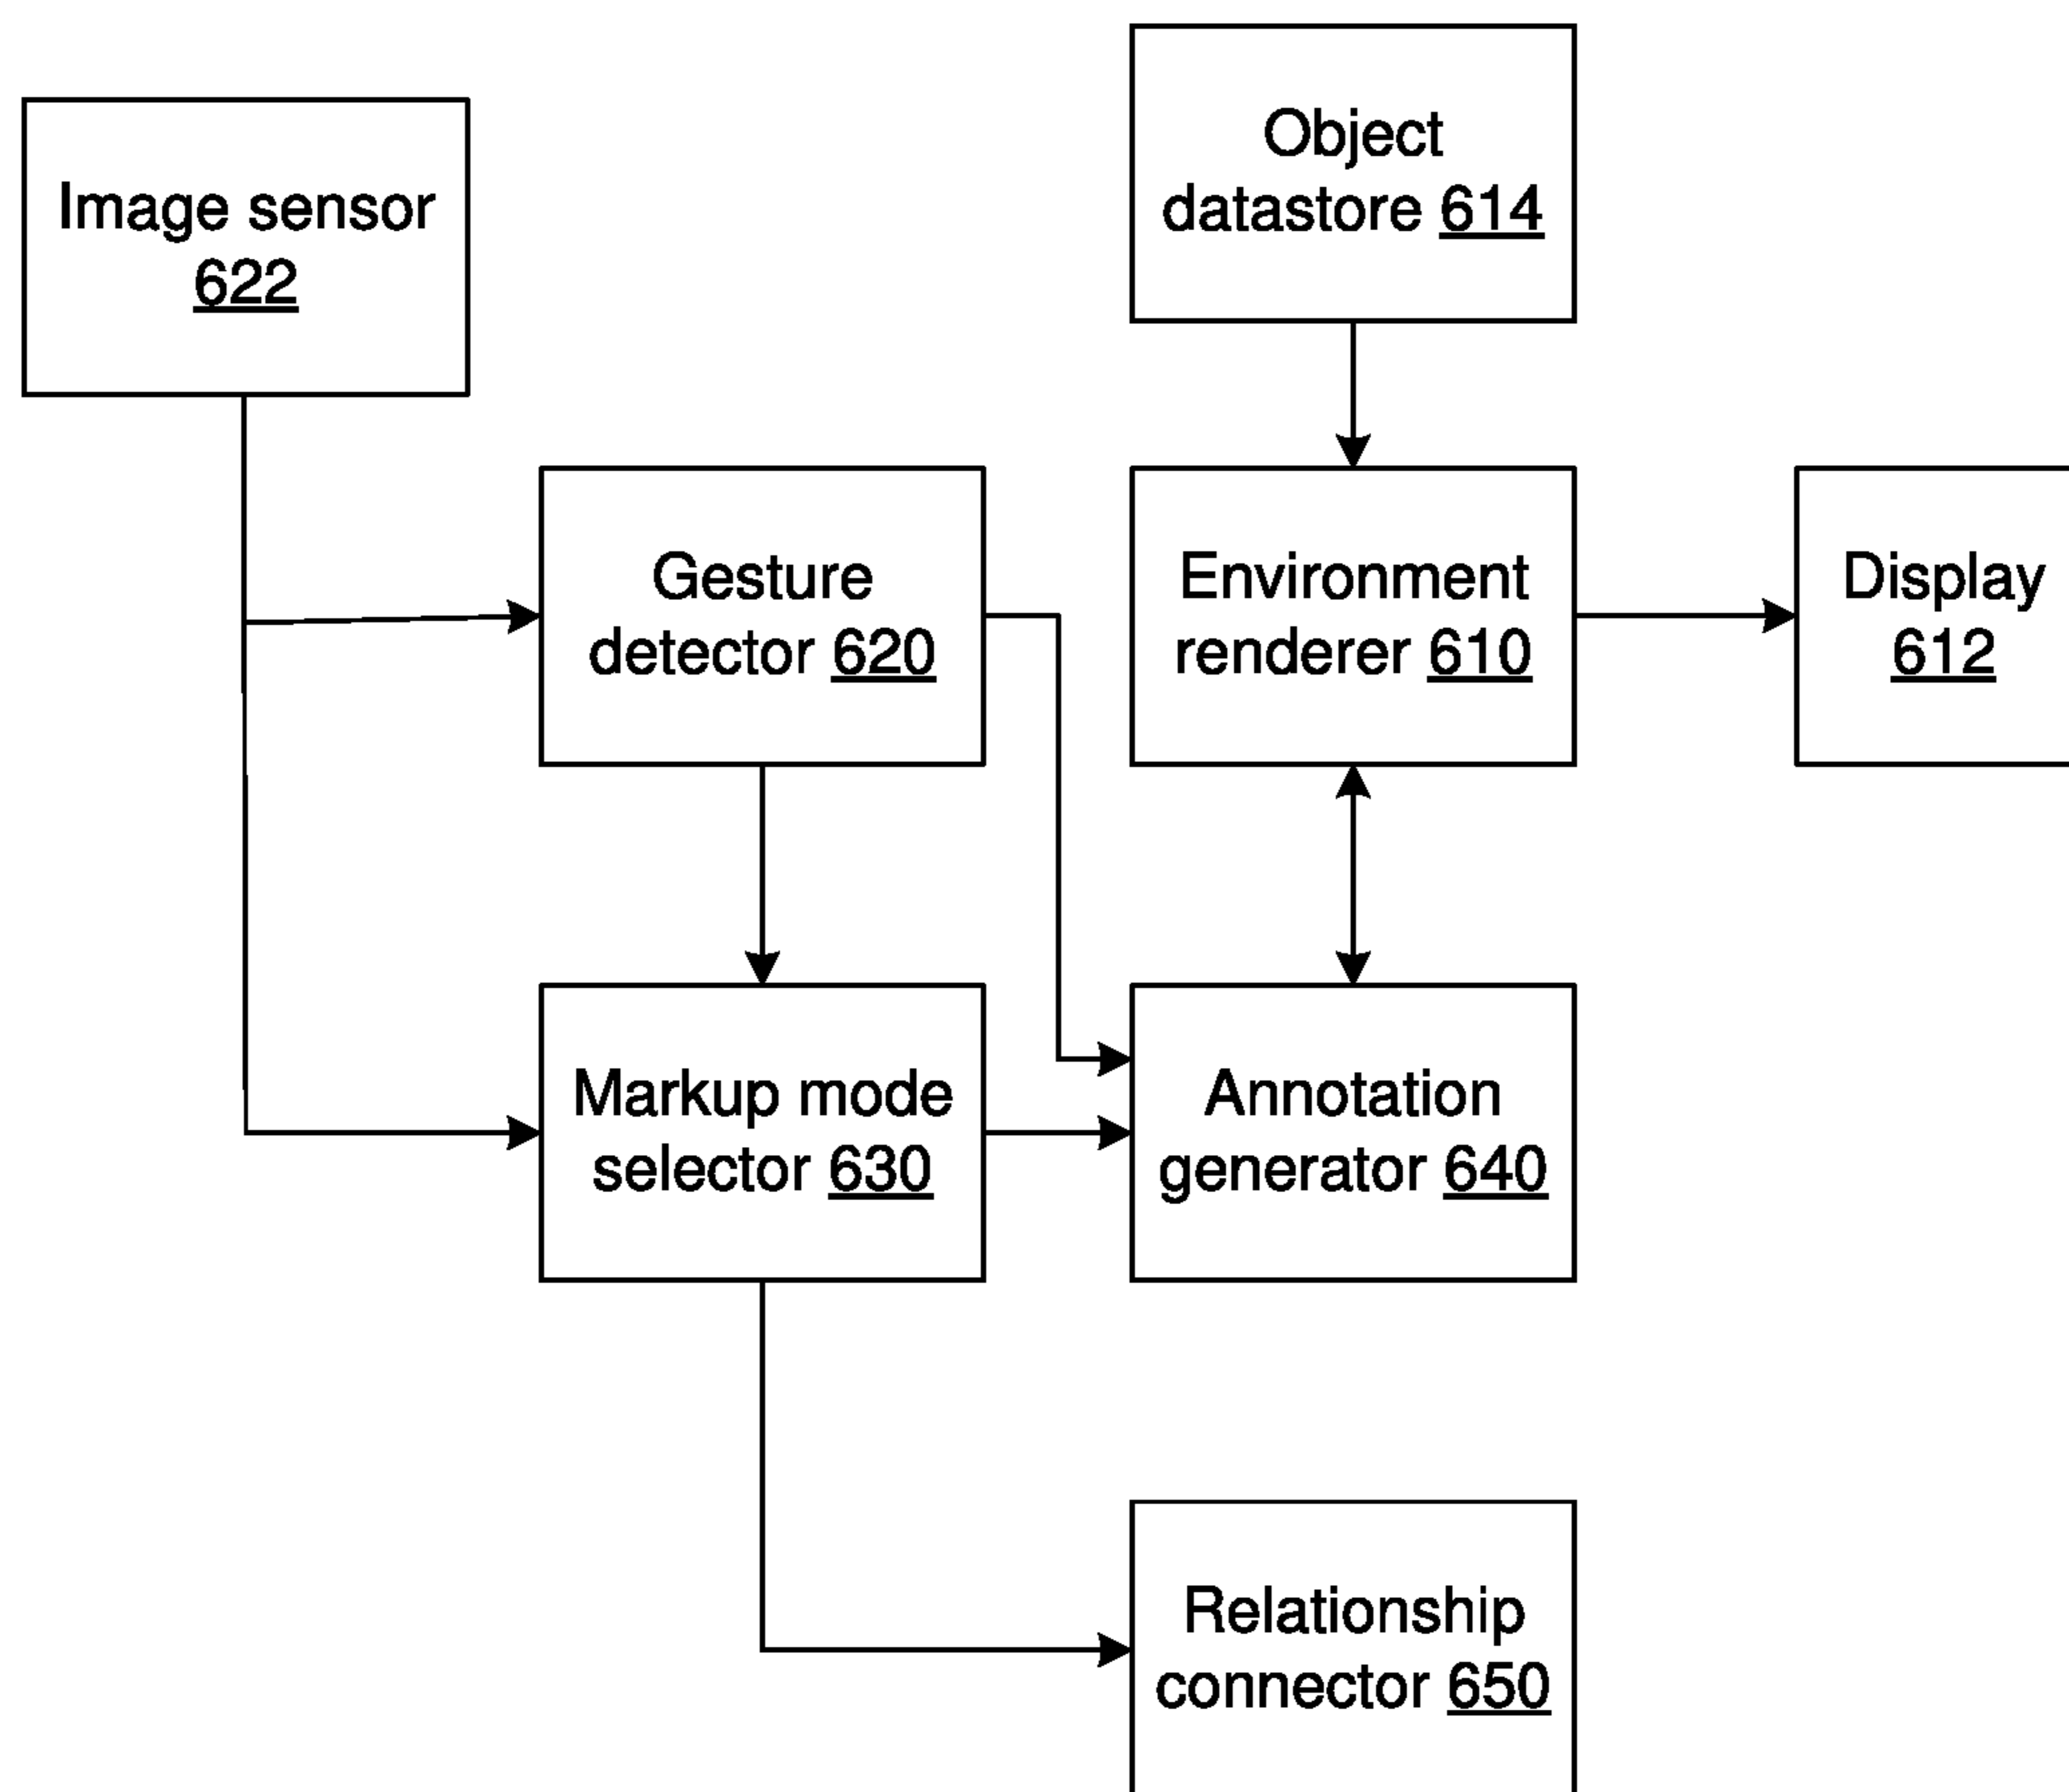 Object
datastore 614
Image sensor
622
Gesture
detector 620
Environment
renderer 610
Display
612
Markup mode
selector 630
Annotation
generator 640
Relationship
connector 650